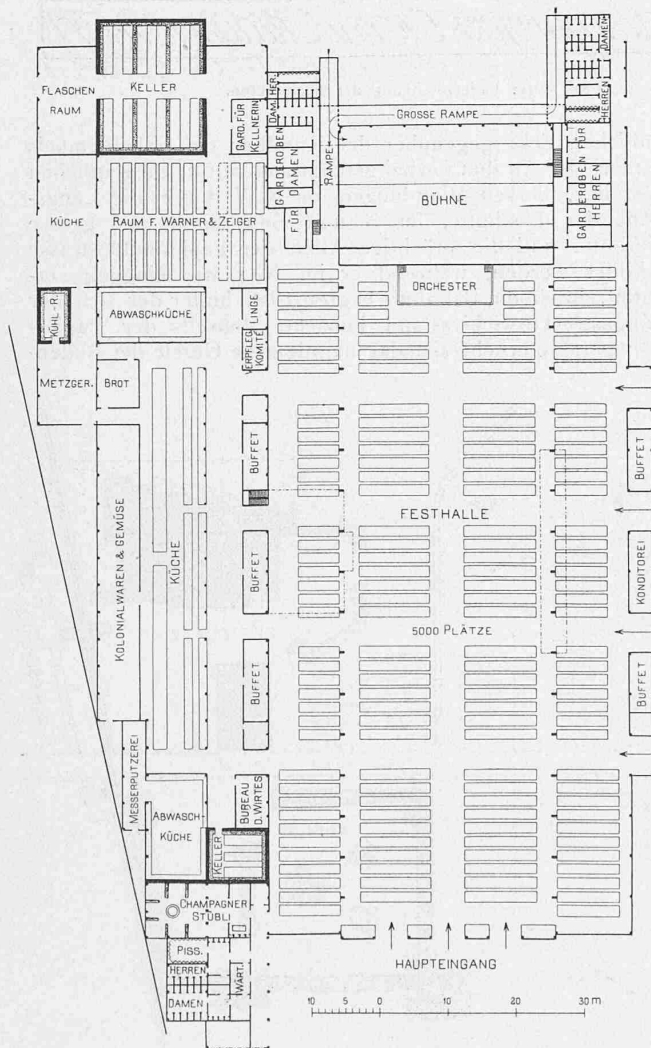 DAMEN
HERREN
FLASCHEN
RAUM
KELLER
DAM. HER.
GROSSE RAMPE
GARD. FÜR
KELLNERIN
GARDEROBEN
FÜR DAMEN
RAMPE
BÜHNE
GARDEROBEN FÜR
HERREN
KÜCHE
RAUM F. WARNER & ZEIGER
ORCHESTER
KÜHL-R.
ABWASCHKÜCHE
LINGE
VERPFLEG.
KOMITÉ
METZGER.
BROT
BUFFET
BUFFET
KOLONIALWAREN & GEMÜSE
KÜCHE
FESTHALLE
BUFFET
KONDITOREI
5000 PLÄTZE
BUFFET
BUFFET
MESSERPUTZEREI
ABWASCH-
KÜCHE
BUREAU
D. WIRTES
KELLER
CHAMPAGNER
STÜBLI
PISS.
HERREN
DAMEN
WÄRT.
HAUPTEINGANG
10 5 0 10 20 30 m